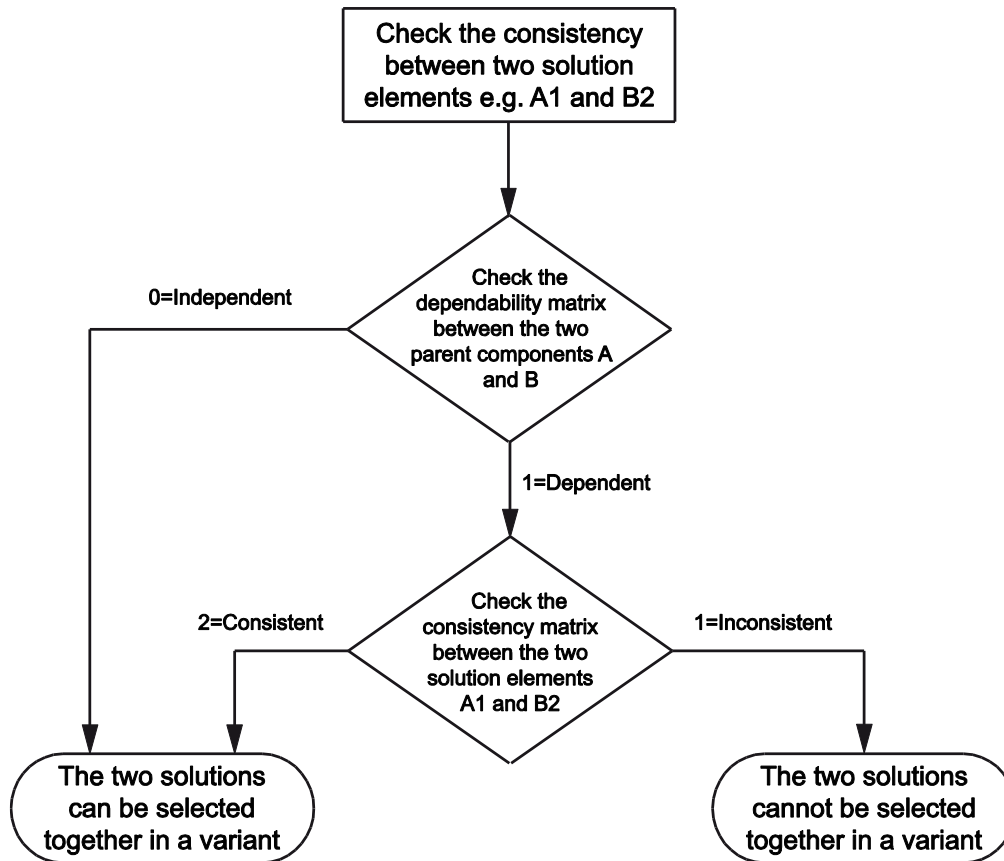 Check the consistency
between two solution
elements e.g. A1 and B2
Check the
dependability matrix
between the two
parent components A
and B
0=Independent
1=Dependent
Check the
consistency matrix
between the two
solution elements
A1 and B2
2=Consistent
1=Inconsistent
The two solutions
can be selected
together in a variant
The two solutions
cannot be selected
together in a variant